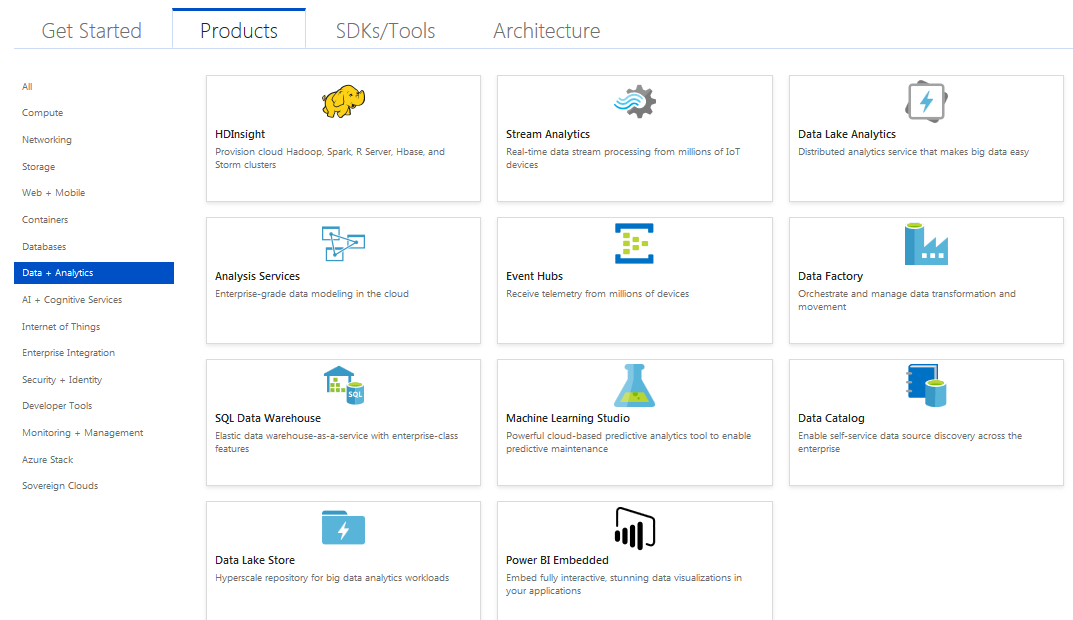 Get Started
Products
SDKs/Tools
Architecture
All
Compute
Networking
Storage
Web + Mobile
Containers
Databases
Data + Analytics
AI + Cognitive Services
Internet of Things
Enterprise Integration
Security + Identity
Developer Tools
Monitoring + Management
Azure Stack
Sovereign Clouds
HDInsight
Provision cloud Hadoop, Spark, R Server, Hbase, and
Storm clusters
Stream Analytics
Real-time data stream processing from millions of IoT
devices
Data Lake Analytics
Distributed analytics service that makes big data easy
Analysis Services
Enterprise-grade data modeling in the cloud
Event Hubs
Receive telemetry from millions of devices
Data Factory
Orchestrate and manage data transformation and
movement
SQL
SQL Data Warehouse
Elastic data warehouse-as-a-service with enterprise-class
features
Machine Learning Studio
Powerful cloud-based predictive analytics tool to enable
predictive maintenance
Data Catalog
Enable self-service data source discovery across the
enterprise
Data Lake Store
Hyperscale repository for big data analytics workloads
Power BI Embedded
Embed fully interactive, stunning data visualizations in
your applications